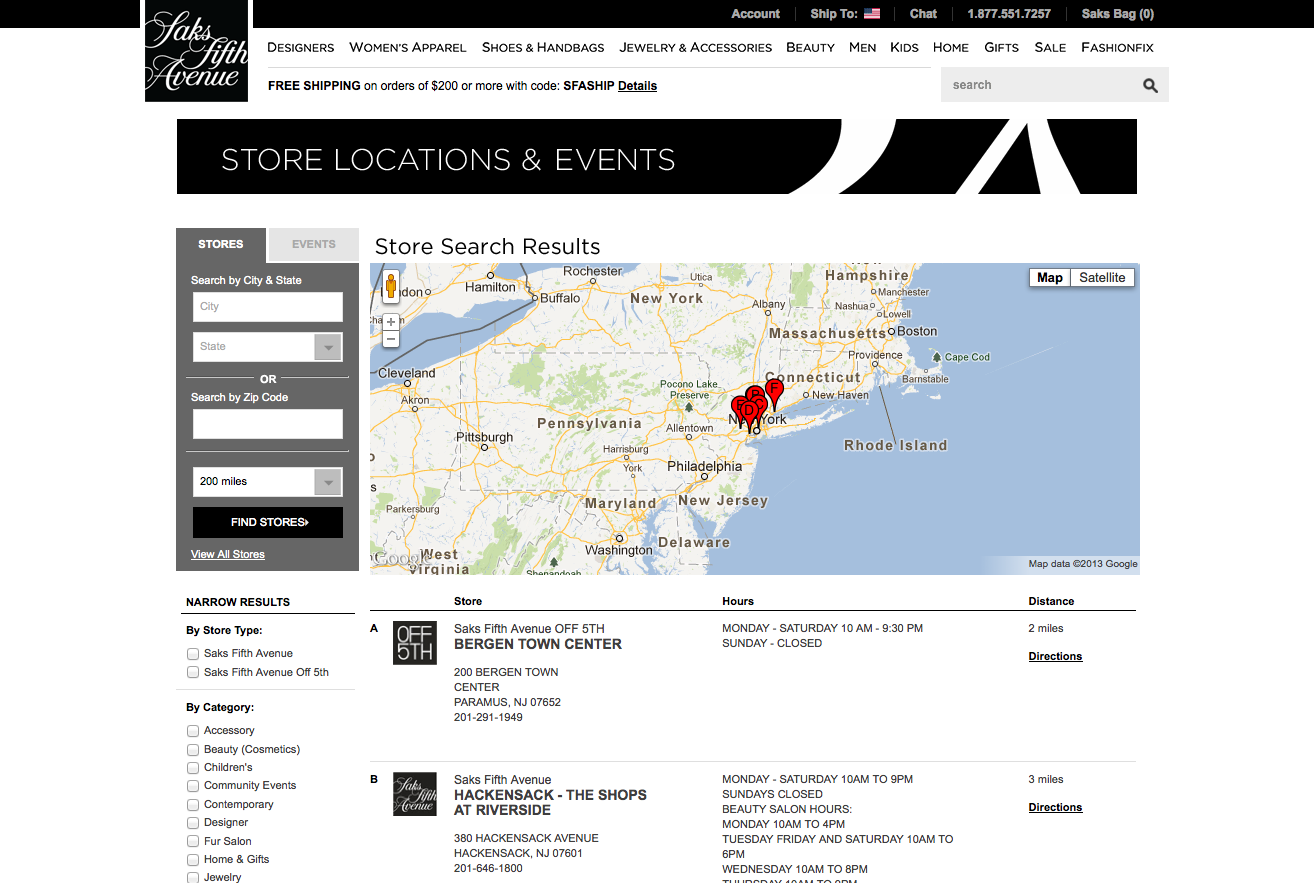 Account
Ship To:
Chat
1.877.551.7257
Saks Bag (0)
Saks
Fifth
Avenue
DESIGNERS
WOMEN'S APPAREL
SHOES & HANDBAGS
JEWELRY & ACCESSORIES
BEAUTY
MEN
KIDS
HOME
GIFTS
SALE
FASHIONFIX
FREE SHIPPING on orders of $200 or more with code: SFASHIP Details
search
STORE LOCATIONS & EVENTS
STORES
EVENTS
Search by City & State
City
State
OR
Search by Zip Code
200 miles
FIND STORES
View All Stores
Store Search Results
Map
Satellite
Rochester
Utica
Hampshire
Hamilton
Buffalo
New York
Albany
Manchester
Nashua
Lowell
Massachusetts
Boston
Providence
Cape Cod
Cleveland
Connecticut
Barnstable
Akron
Pocono Lake
Preserve
New Haven
F
D
C
Pennsylvania
Allentown
New York
Rhode Island
Pittsburgh
Harrisburg
York
Philadelphia
Maryland
New Jersey
Parkersburg
Delaware
Washington
Google
West
Virginia
Shenandoah
Map data ©2013 Google
NARROW RESULTS
By Store Type:
Saks Fifth Avenue
Saks Fifth Avenue Off 5th
By Category:
Accessory
Beauty (Cosmetics)
Children's
Community Events
Contemporary
Designer
Fur Salon
Home & Gifts
Jewelry
Store
Hours
Distance
A
OFF
5TH
Saks Fifth Avenue OFF 5TH
BERGEN TOWN CENTER
200 BERGEN TOWN
CENTER
PARAMUS, NJ 07652
201-291-1949
MONDAY - SATURDAY 10 AM - 9:30 PM
SUNDAY - CLOSED
2 miles
Directions
B
Saks
Fifth
Avenue
Saks Fifth Avenue
HACKENSACK - THE SHOPS
AT RIVERSIDE
380 HACKENSACK AVENUE
HACKENSACK, NJ 07601
201-646-1800
MONDAY - SATURDAY 10AM TO 9PM
SUNDAYS CLOSED
BEAUTY SALON HOURS:
MONDAY 10AM TO 4PM
TUESDAY FRIDAY AND SATURDAY 10AM TO
6PM
WEDNESDAY 10AM TO 8PM
THURSDAY 10AM TO 9PM
3 miles
Directions